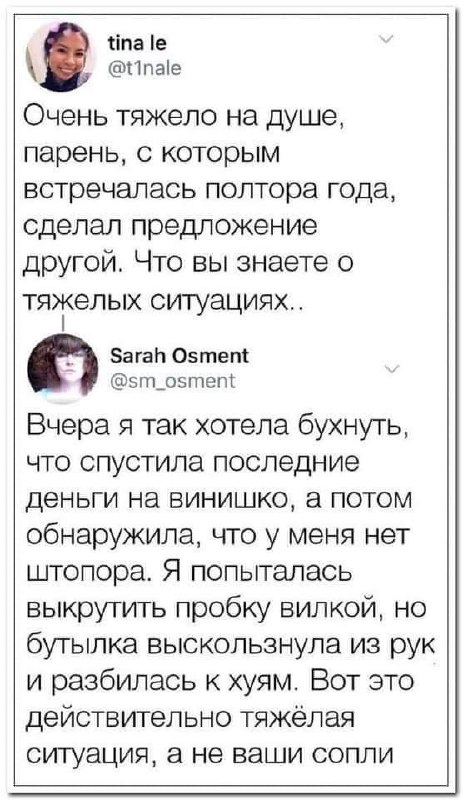 tina le
@t1nale
Очень тяжело на душе,
парень, с которым
встречалась полтора года,
сделал предложение
другой. Что вы знаете о
тяжелых ситуациях..
Sarah Osment
@sm_osment
Вчера я так хотела бухнуть,
что спустила последние
деньги на винишко, а потом
обнаружила, что у меня нет
штопора. Я попыталась
выкрутить пробку вилкой, но
бутылка выскользнула из рук
и разбилась к хуям. Вот это
действительно тяжёлая
ситуация, а не ваши сопли